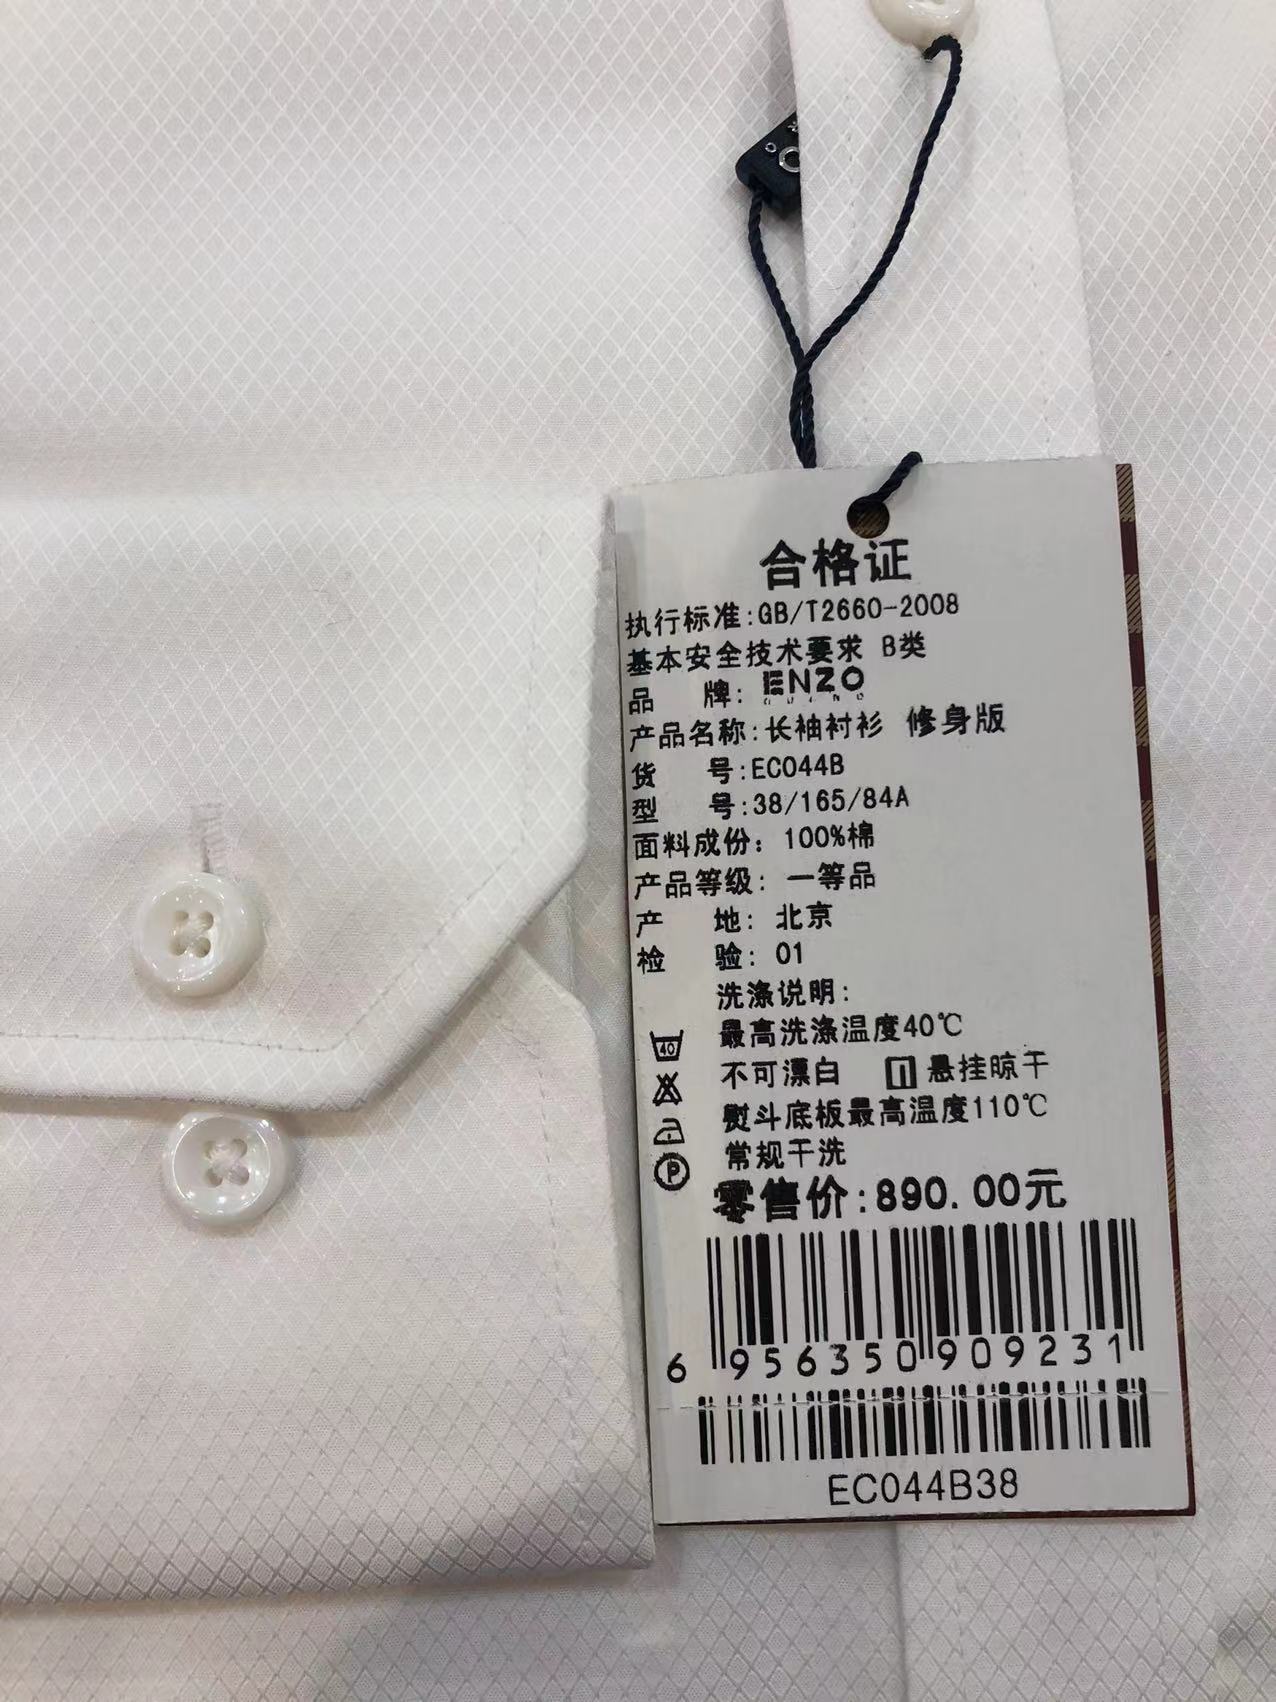 合格证
执行标准:GB/T2660-2008
基本安全技术要求 B类
品 牌: ENZO
产品名称:长袖衬衫 修身版
货 号:EC044B
型 号:38/165/84A
面料成份: 100%棉
产品等级: 一等品
产 地: 北京
检 验: 01
洗涤说明:
40 最高洗涤温度40℃
不可漂白 悬挂晾干
熨斗底板最高温度110℃
P 常规干洗
零售价:890.00元
6 956350 909231
EC044B38